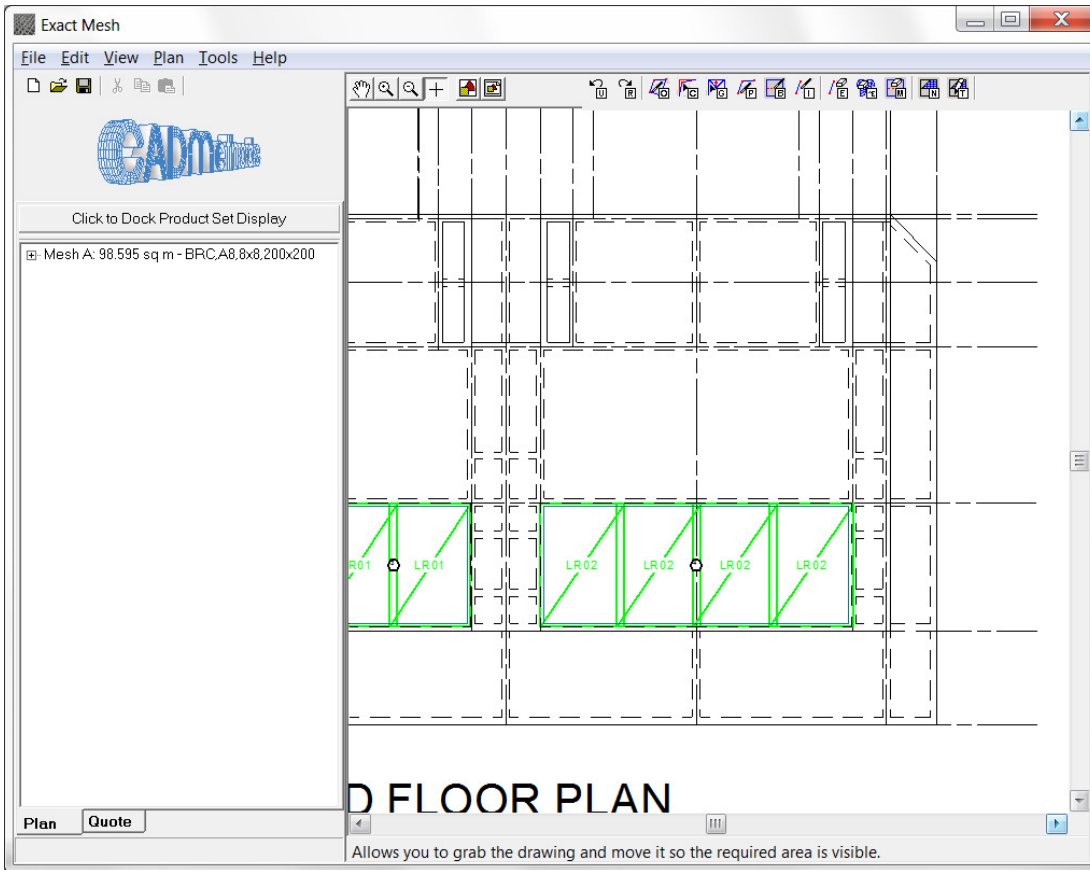 Exact Mesh
File Edit View Plan Tools Help
U R O C G P B I E S M N T
CADMetrics
Click to Dock Product Set Display
Mesh A: 98.595 sq m - BRC,A8,8x8,200x200
R01 LR01 LR02 LR02 LR02 LR02
D FLOOR PLAN
Plan Quote
Allows you to grab the drawing and move it so the required area is visible.